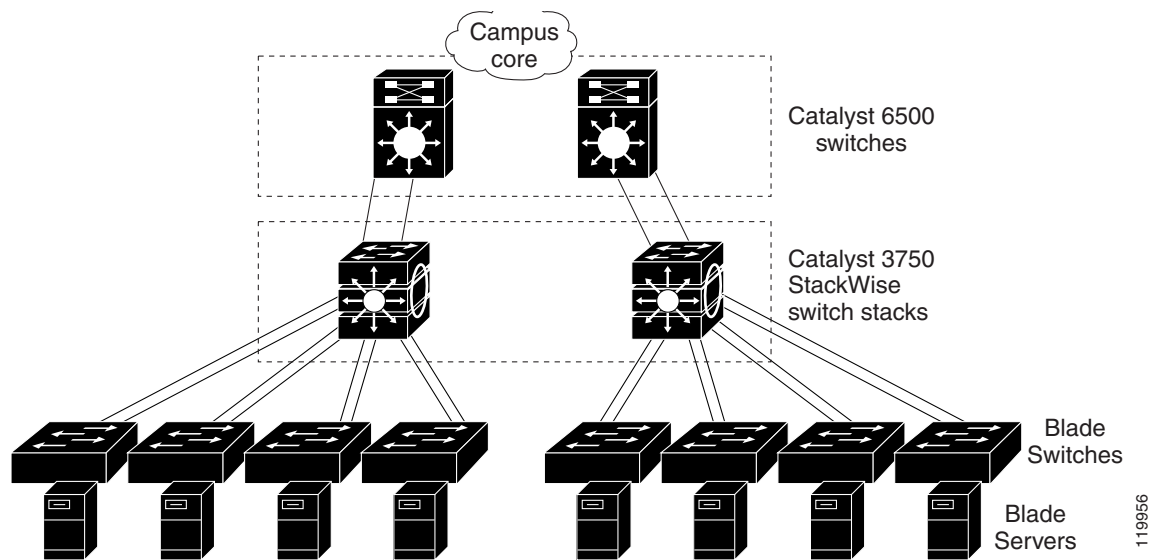 Campus
core
Catalyst 6500
switches
Catalyst 3750
StackWise
switch stacks
Blade
Switches
Blade
Servers
119956